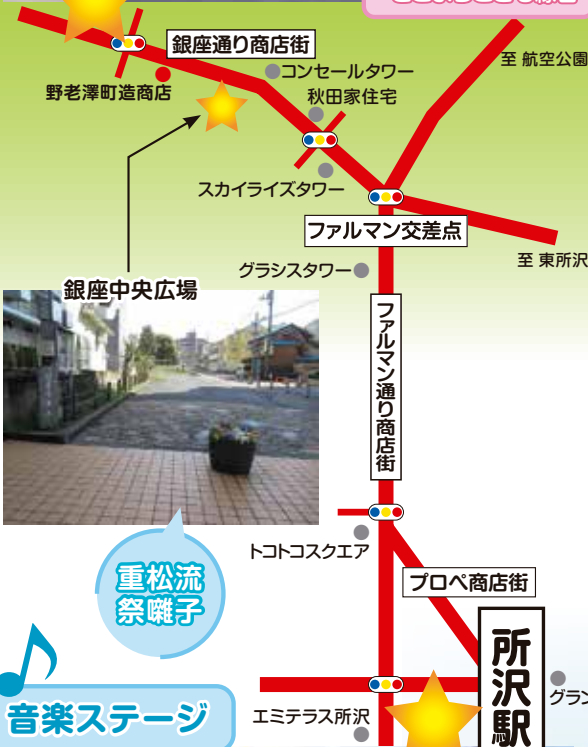 銀座通り商店街
至 航空公園
コンセールタワー
野老澤町造商店
秋田家住宅
スカイライズタワー
ファルマン交差点
至 東所沢
グラシスタワー
銀座中央広場
ファルマン通り商店街
トコトコスクエア
重松流
祭囃子
プロペ商店街
所沢駅
グラン
音楽ステージ
エミテラス所沢